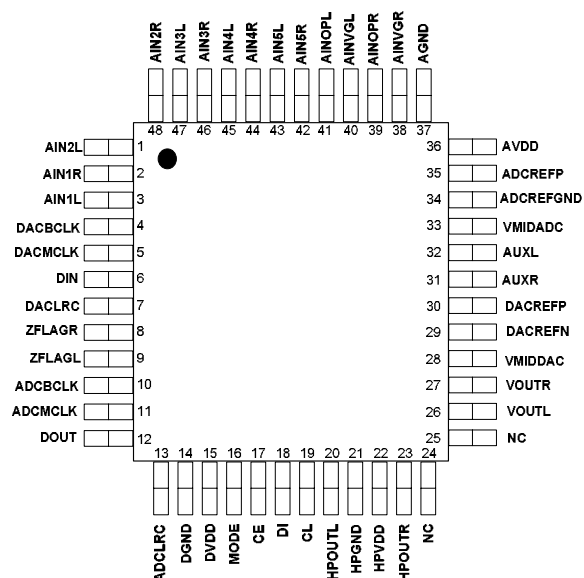 AIN2R AIN3L AIN3R AIN4L AIN4R AIN5L AIN5R AINOPL AINVGL AINOPR AINVGR AGND
48 47 46 45 44 43 42 41 40 39 38 37
AIN2L 1 36 AVDD
AIN1R 2 35 ADCREFP
AIN1L 3 34 ADCREFGND
DACBCLK 4 33 VMIDADC
DACMCLK 5 32 AUXL
DIN 6 31 AUXR
DACLRC 7 30 DACREFP
ZFLAGR 8 29 DACREFN
ZFLAGL 9 28 VMIDDAC
ADCBCLK 10 27 VOUTR
ADCMCLK 11 26 VOUTL
DOUT 12 25 NC
13 14 15 16 17 18 19 20 21 22 23 24
ADCLRC DGND DVDD MODE CE DI CL HPOUTL HPGND HPVDD HPOUTR NC